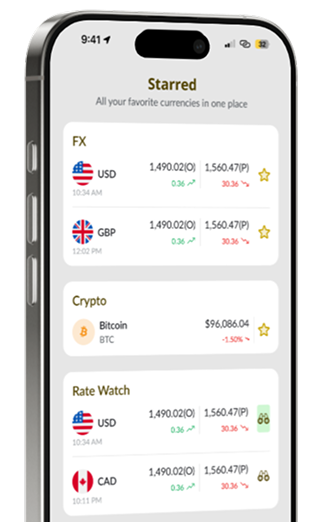 9:41
32
Starred
All your favorite currencies in one place
FX
USD 1,490.02(O) 1,560.47(P)
0.36 30.36
10:34 AM
GBP 1,490.02(O) 1,560.47(P)
0.36 30.36
12:02 PM
Crypto
Bitcoin $96,086.04
BTC -1.50%
Rate Watch
USD 1,490.02(O) 1,560.47(P)
0.36 30.36
10:34 AM
CAD 1,490.02(O) 1,560.47(P)
0.36 30.36
10:11 PM